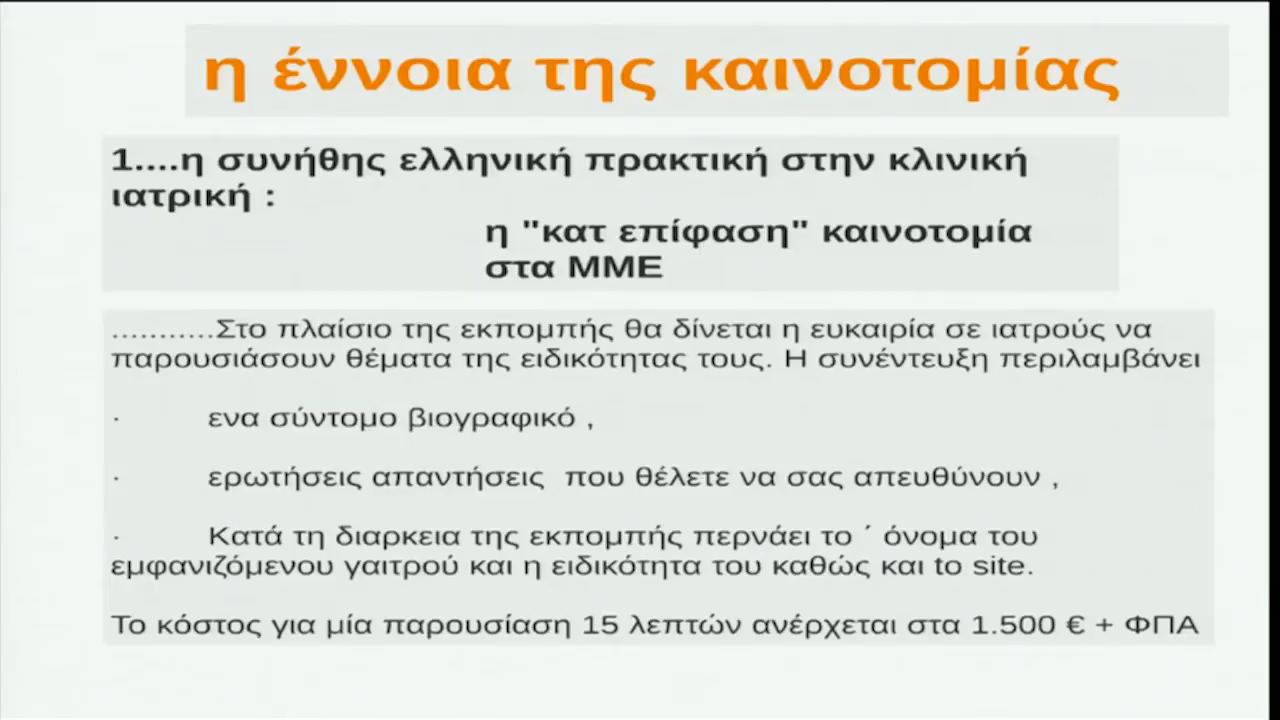 η έννοια της καινοτομίας
1....η συνήθης ελληνική πρακτική στην κλινική
ιατρική :
η "κατ επίφαση" καινοτομία
στα ΜΜΕ
...........Στο πλαίσιο της εκπομπής θα δίνεται η ευκαιρία σε ιατρούς να
παρουσιάσουν θέματα της ειδικότητας τους. Η συνέντευξη περιλαμβάνει
· ενα σύντομο βιογραφικό ,
· ερωτήσεις απαντήσεις που θέλετε να σας απευθύνουν ,
· Κατά τη διαρκεια της εκπομπής περνάει το ΄ όνομα του
εμφανιζόμενου γαιτρού και η ειδικότητα του καθώς και to site.
Το κόστος για μία παρουσίαση 15 λεπτών ανέρχεται στα 1.500 € + ΦΠΑ